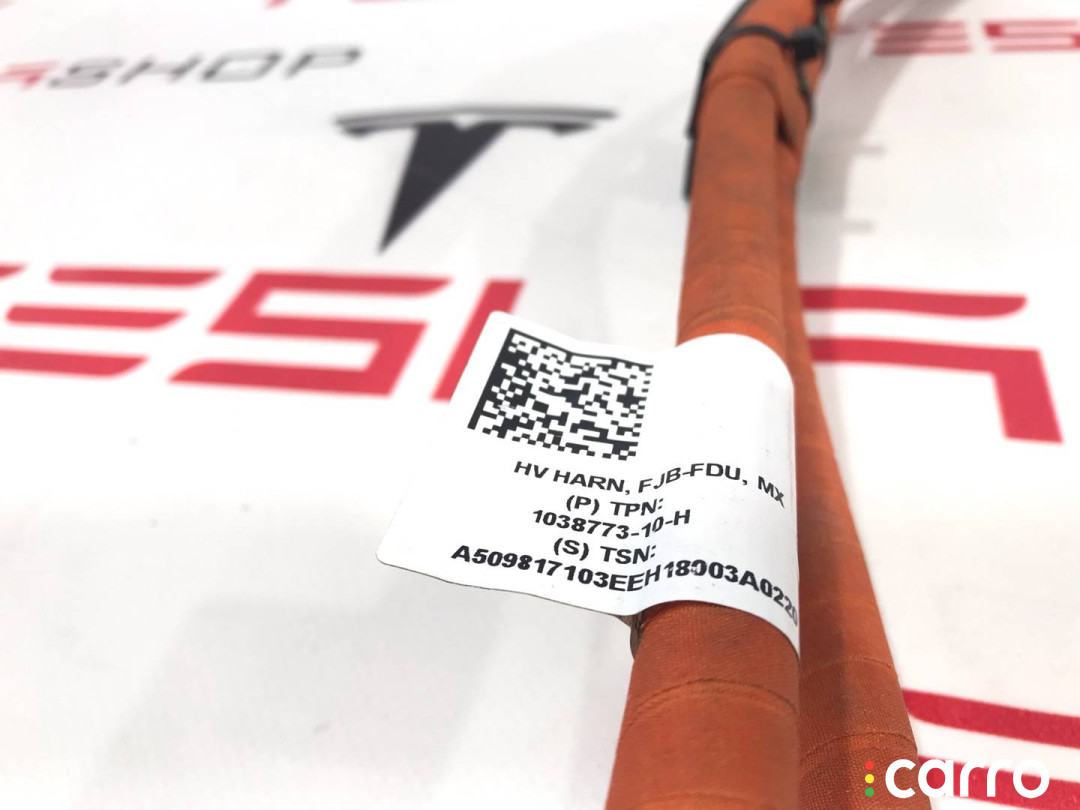 SHOP
HV HARN, FJB-FDU, MX
(P) TPN:
1038773-10-H
(S) TSN:
A509817103EEH18003A0220
carro